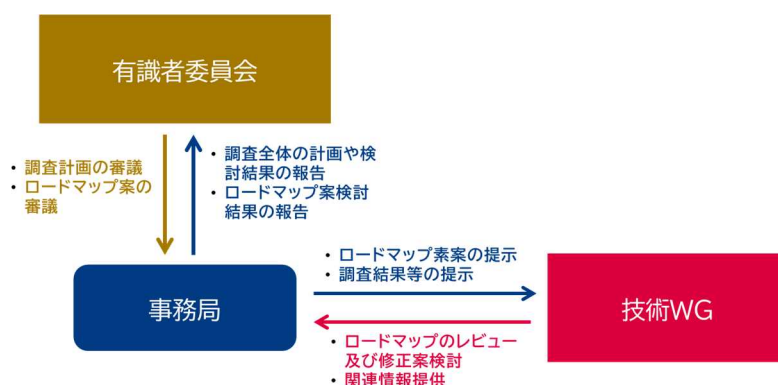 有識者委員会
• 調査計画の審議
• ロードマップ案の
審議
• 調査全体の計画や検
討結果の報告
• ロードマップ案検討
結果の報告
事務局
• ロードマップ素案の提示
• 調査結果等の提示
技術WG
• ロードマップのレビュー
及び修正案検討
• 関連情報提供